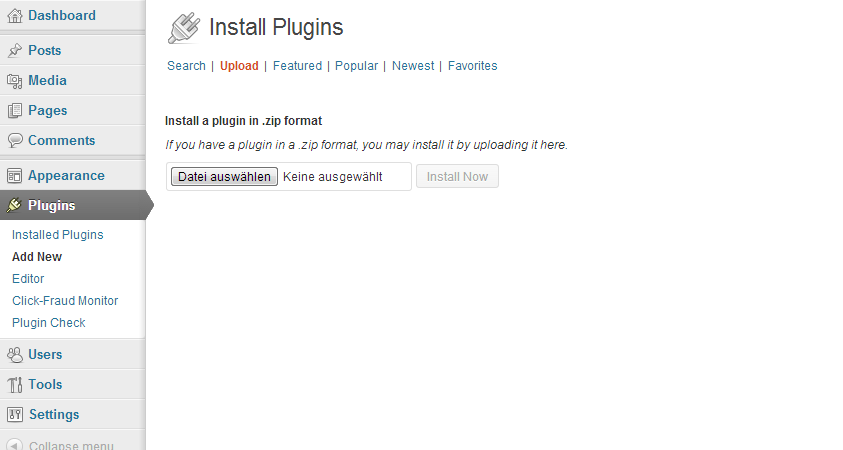 Dashboard
Posts
Media
Pages
Comments
Appearance
Plugins
Installed Plugins
Add New
Editor
Click-Fraud Monitor
Plugin Check
Users
Tools
Settings
Collapse menu
Install Plugins
Search | Upload | Featured | Popular | Newest | Favorites
Install a plugin in .zip format
If you have a plugin in a .zip format, you may install it by uploading it here.
Datei auswählen Keine ausgewählt Install Now